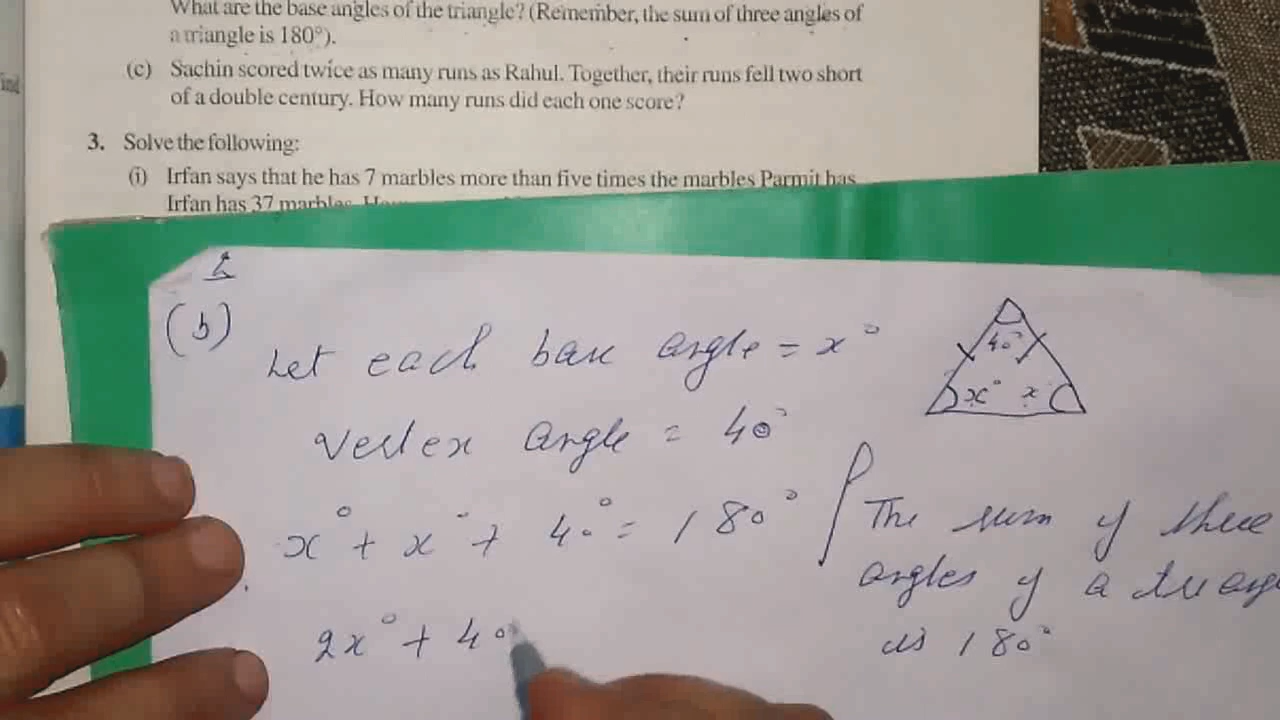 What are the base angles of the triangle? (Remember, the sum of three angles of
a triangle is 180°).
(c) Sachin scored twice as many runs as Rahul. Together, their runs fell two short
of a double century. How many runs did each one score?
3. Solve the following:
(i) Irfan says that he has 7 marbles more than five times the marbles Parmit has.
Irfan has 37 marbles.
(b)
Let each base angle = x°
40°
x° x
Vertex angle = 40°
x° + x° + 40° = 180°
The sum of three
angles of a triang
is 180°
2x° + 40